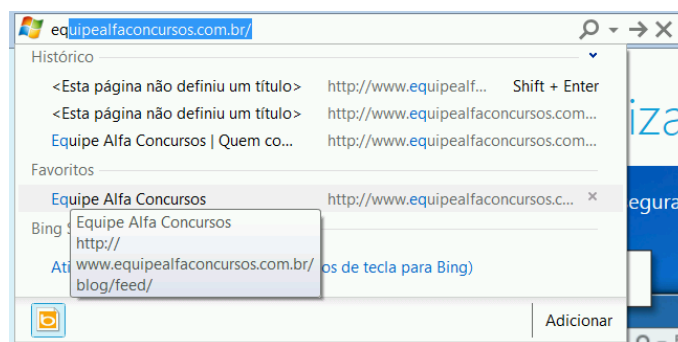 equipealfaconcursos.com.br/
Histórico
<Esta página não definiu um título> http://www.equipealf... Shift + Enter
<Esta página não definiu um título> http://www.equipealfaconcursos.com...
Equipe Alfa Concursos | Quem co... http://www.equipealfaconcursos.com...
Favoritos
Equipe Alfa Concursos http://www.equipealfaconcursos.c... ×
Bing S
Equipe Alfa Concursos
http://
www.equipealfaconcursos.com.br/
blog/feed/
Ati os de tecla para Bing)
Adicionar
iza
egura